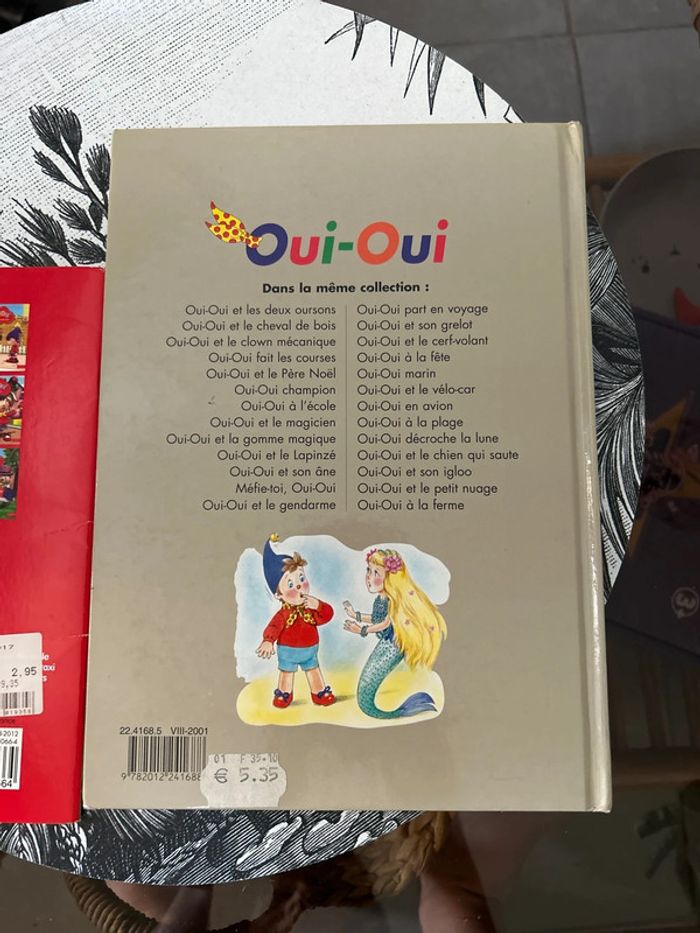 Oui-Oui
Dans la même collection :
Oui-Oui et les deux oursons
Oui-Oui et le cheval de bois
Oui-Oui et le clown mécanique
Oui-Oui fait les courses
Oui-Oui et le Père Noël
Oui-Oui champion
Oui-Oui à l'école
Oui-Oui et le magicien
Oui-Oui et la gomme magique
Oui-Oui et le Lapinzé
Oui-Oui et son âne
Méfie-toi, Oui-Oui
Oui-Oui et le gendarme
Oui-Oui part en voyage
Oui-Oui et son grelot
Oui-Oui et le cerf-volant
Oui-Oui à la fête
Oui-Oui marin
Oui-Oui et le vélo-car
Oui-Oui en avion
Oui-Oui à la plage
Oui-Oui décroche la lune
Oui-Oui et le chien qui saute
Oui-Oui et son igloo
Oui-Oui et le petit nuage
Oui-Oui à la ferme
22.4168.5 VIII-2001
9 782012 24168
01 F 35.10
€ 5.35
2.95